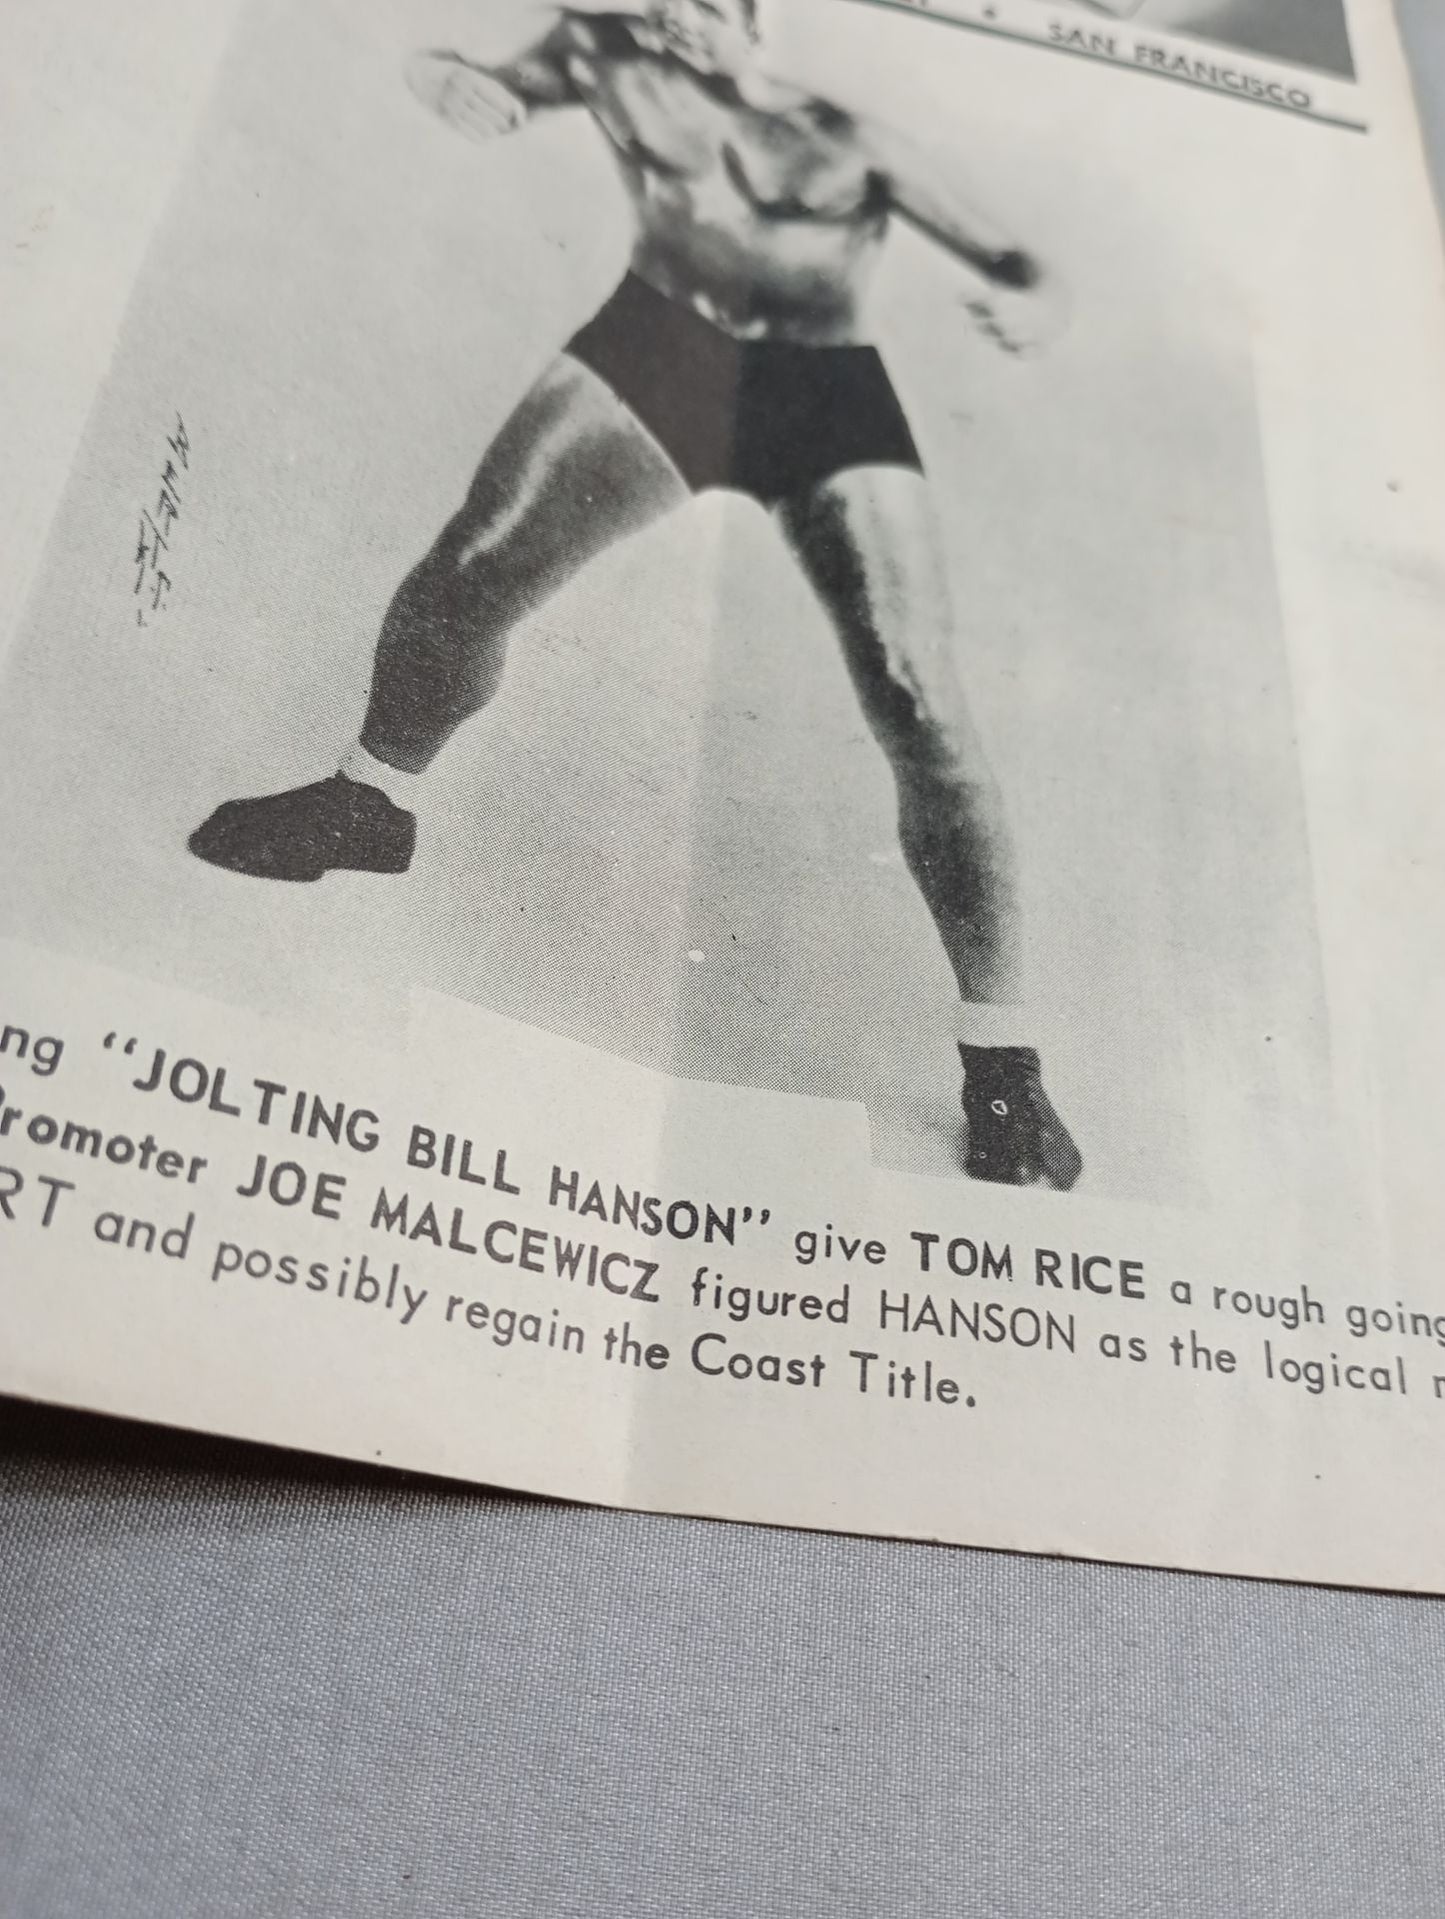 SAN FRANCISCO
ng “JOLTING BILL HANSON” give TOM RICE a rough going
Promoter JOE MALCEWICZ figured HANSON as the logical
RT and possibly regain the Coast Title.